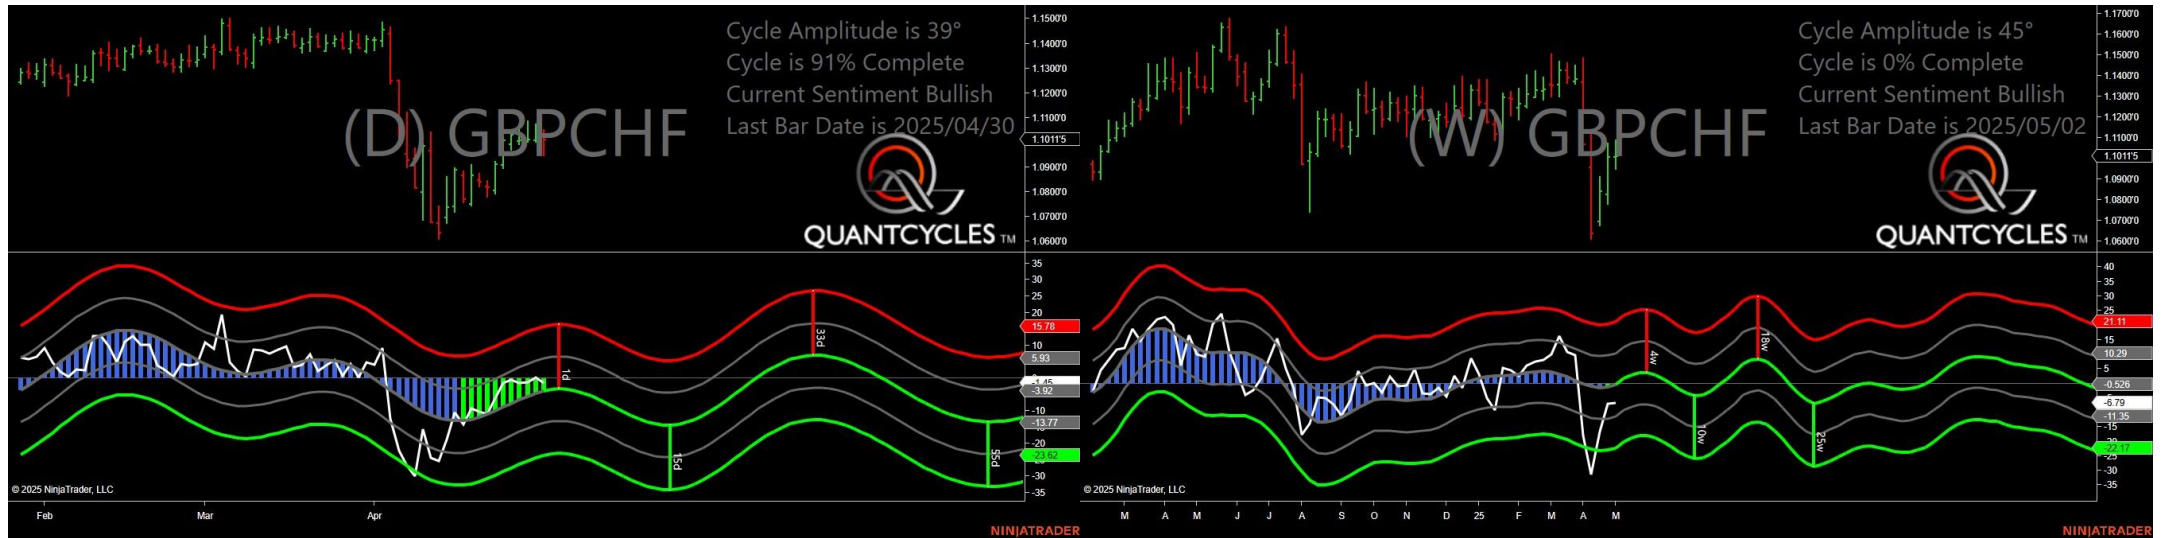 Cycle Amplitude is 39°
Cycle is 91% Complete
Current Sentiment Bullish
Last Bar Date is 2025/04/30
(D) GBPCHF
QUANTCYCLES TM
1.1500'0
1.1400'0
1.1300'0
1.1200'0
1.1100'0
1.1011'5
1.0900'0
1.0800'0
1.0700'0
1.0600'0
35
30
25
20
15.78
10
5.93
-1.45
-3.92
-10
-13.77
-20
-23.62
-30
-35
1d
33d
15d
55d
© 2025 NinjaTrader, LLC
Feb Mar Apr
NINJATRADER
Cycle Amplitude is 45°
Cycle is 0% Complete
Current Sentiment Bullish
Last Bar Date is 2025/05/02
(W) GBPCHF
QUANTCYCLES TM
1.1700'0
1.1600'0
1.1500'0
1.1400'0
1.1300'0
1.1200'0
1.1100'0
1.1011'5
1.0900'0
1.0800'0
1.0700'0
1.0600'0
40
35
30
25
21.11
15
10.29
5
-0.526
-6.79
-11.35
-15
-22.17
-25
-30
-35
4w
18w
10w
25w
© 2025 NinjaTrader, LLC
M A M J J A S O N D 25 F M A M
NINJATRADER